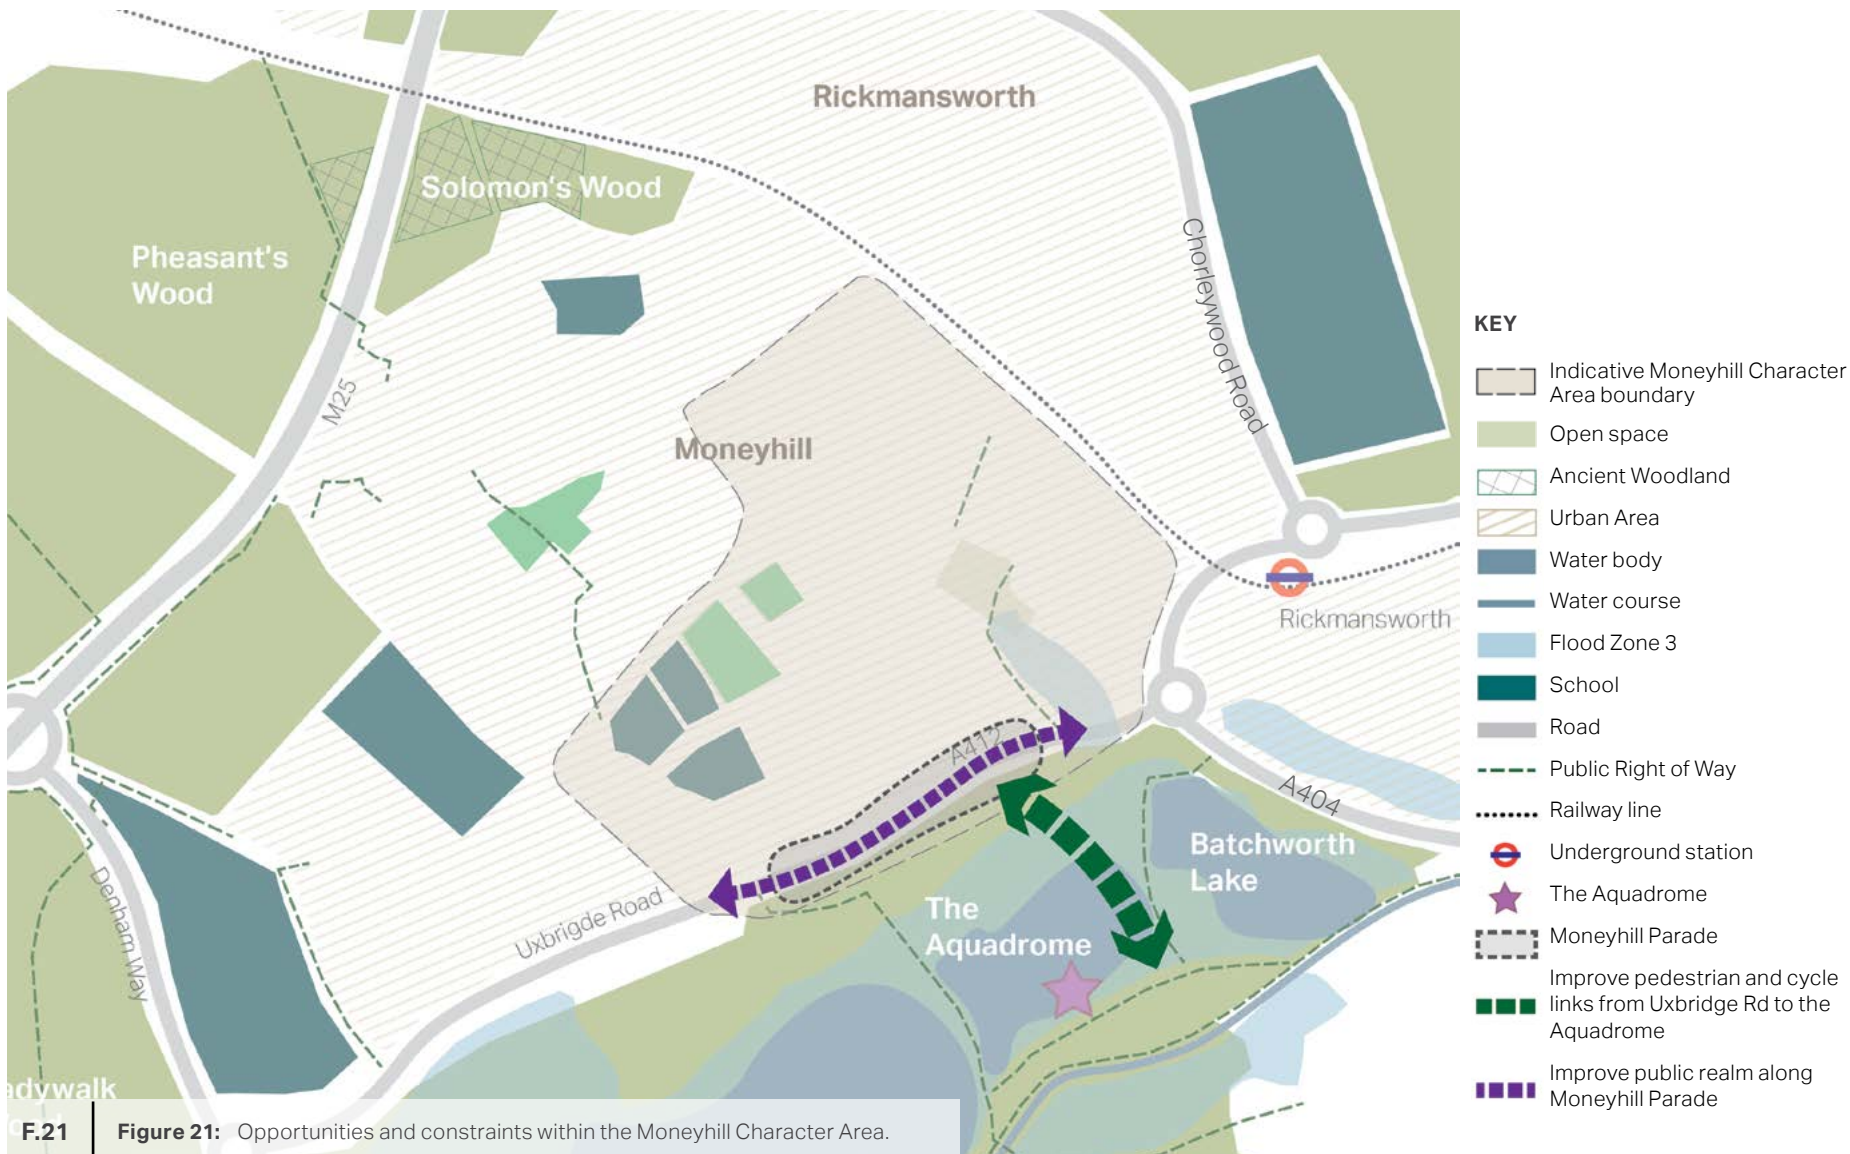 Rickmansworth
Solomon's Wood
Pheasant's
Wood
Chorleywood Road
M25
Moneyhill
Rickmansworth
A412
A404
Batchworth
Lake
The
Aquadrome
Uxbrigde Road
Denham Way
adywalk
F.21
Figure 21: Opportunities and constraints within the Moneyhill Character Area.
KEY
Indicative Moneyhill Character
Area boundary
Open space
Ancient Woodland
Urban Area
Water body
Water course
Flood Zone 3
School
Road
Public Right of Way
Railway line
Underground station
The Aquadrome
Moneyhill Parade
Improve pedestrian and cycle
links from Uxbridge Rd to the
Aquadrome
Improve public realm along
Moneyhill Parade